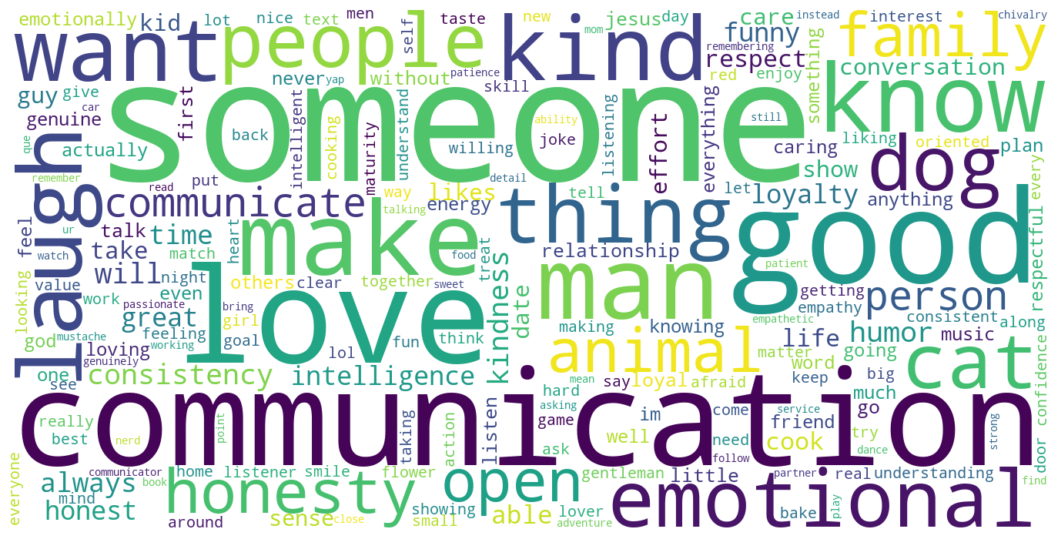 emotionally kid lot nice text men taste self new jesus day care interest instead chivalry
want people kind mom funny remembering family
guy give never yap without patience skill respect red enjoy something conversation
genuine car first someone know
que actually back intelligent cooking understand willing joke ability listening effort everything still liking oriented plan
laugh remember read put maturity detail caring show dog every
communicate way likes energy thing tell let loyalty anything
feel talk talking heart make relationship good
ur watch take time match treat
looking value will night others clear together food sweet man getting person respectful
work passionate even bring girl kindness date patient empathy consistent along
great love making knowing life humor music confidence
god mustache feeling goal fun think empathetic
loving genuinely working lol animal matter word going cat
one see consistency intelligence hard mean say loyal afraid keep big much
communication
really asking game im come service friend go strong
best nerd point taking listen ask well need follow cook try dance
everyone communicator home listener smile flower action gentleman partner little real understanding door
always mind book honesty open emotional
honest around sense close small showing able lover adventure bake play find